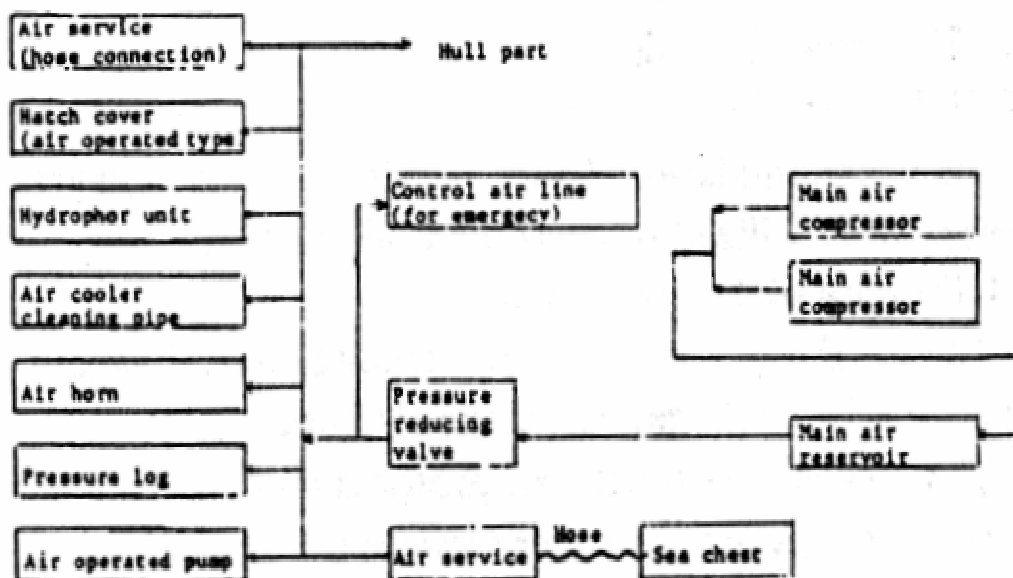 Air service
(hose connection)
Hull part
Hatch cover
(air operated type
Hydrophor unit
Control air line
(for emergecy)
Main air
compressor
Air cooler
cleaning pipe
Main air
compressor
Air horn
Pressure
reducing
valve
Main air
reservoir
Pressure log
Air operated pump
Air service
Hose
Sea chest